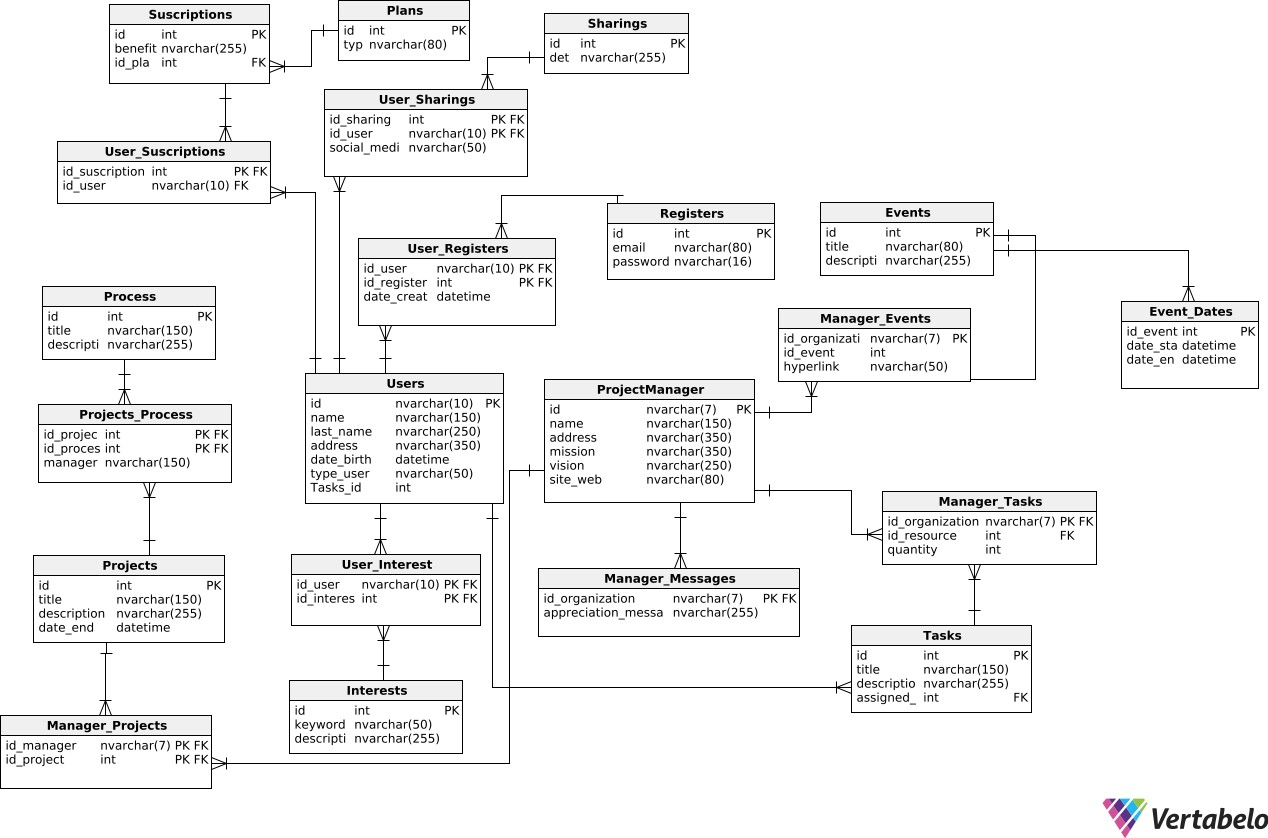 Suscriptions
id int PK
benefit nvarchar(255)
id_pla int FK
Plans
id int PK
typ nvarchar(80)
Sharings
id int PK
det nvarchar(255)
User_Sharings
id_sharing int PK FK
id_user nvarchar(10) PK FK
social_medi nvarchar(50)
User_Suscriptions
id_suscription int PK FK
id_user nvarchar(10) FK
Registers
id int PK
email nvarchar(80)
password nvarchar(16)
Events
id int PK
title nvarchar(80)
descripti nvarchar(255)
User_Registers
id_user nvarchar(10) PK FK
id_register int PK FK
date_creat datetime
Process
id int PK
title nvarchar(150)
descripti nvarchar(255)
Manager_Events
id_organizati nvarchar(7) PK
id_event int
hyperlink nvarchar(50)
Event_Dates
id_event int PK
date_sta datetime
date_en datetime
Users
id nvarchar(10) PK
name nvarchar(150)
last_name nvarchar(250)
address nvarchar(350)
date_birth datetime
type_user nvarchar(50)
Tasks_id int
ProjectManager
id nvarchar(7) PK
name nvarchar(150)
address nvarchar(350)
mission nvarchar(350)
vision nvarchar(250)
site_web nvarchar(80)
Projects_Process
id_projec int PK FK
id_proces int PK FK
manager nvarchar(150)
Manager_Tasks
id_organization nvarchar(7) PK FK
id_resource int FK
quantity int
Projects
id int PK
title nvarchar(150)
description nvarchar(255)
date_end datetime
User_Interest
id_user nvarchar(10) PK FK
id_interes int PK FK
Manager_Messages
id_organization nvarchar(7) PK FK
appreciation_messa nvarchar(255)
Tasks
id int PK
title nvarchar(150)
descriptio nvarchar(255)
assigned_ int FK
Interests
id int PK
keyword nvarchar(50)
descripti nvarchar(255)
Manager_Projects
id_manager nvarchar(7) PK FK
id_project int PK FK
Vertabelo